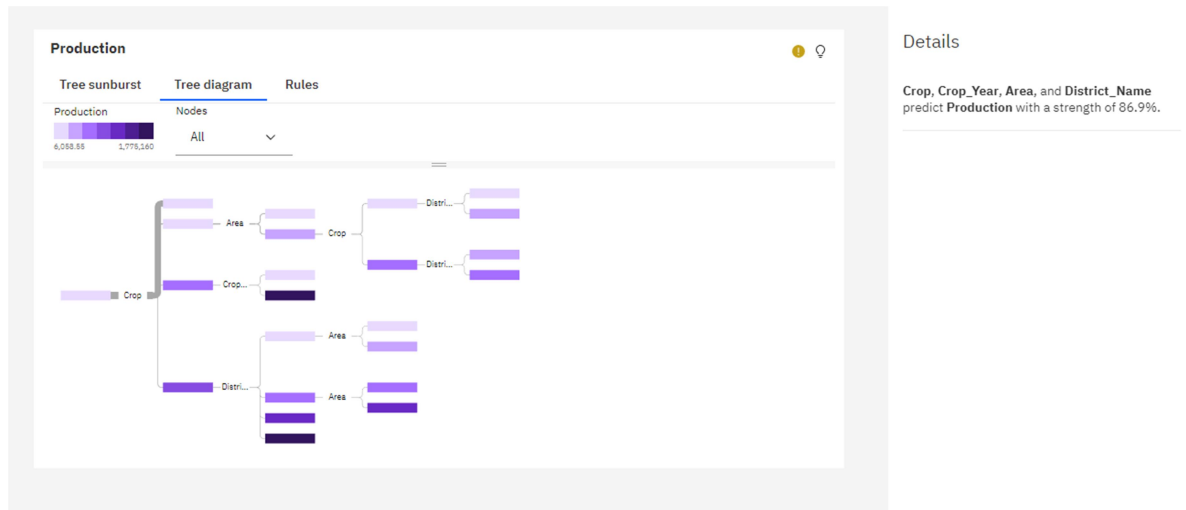 Production
Tree sunburst Tree diagram Rules
Production
Nodes
All
6,058.55 1,775,160
Crop
Area
Crop
Distri...
Distri...
Crop...
Distri...
Area
Area
Details
Crop, Crop_Year, Area, and District_Name
predict Production with a strength of 86.9%.